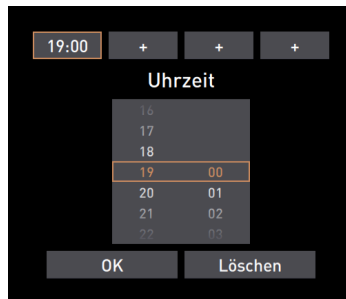 19:00 + + +
Uhrzeit
16
17
18
19 00
20 01
21 02
22 03
OK Löschen